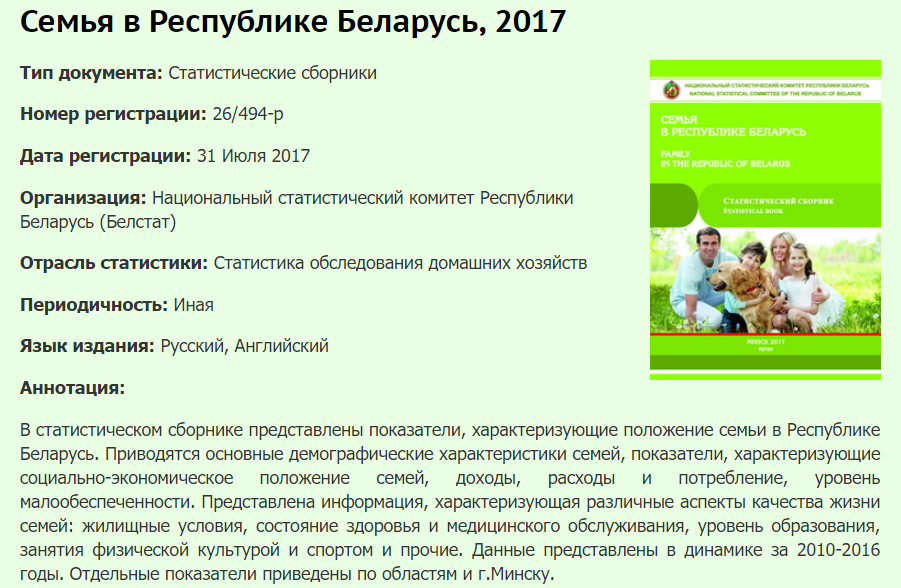 Семья в Республике Беларусь, 2017
Тип документа: Статистические сборники
Номер регистрации: 26/494-р
Дата регистрации: 31 Июля 2017
Организация: Национальный статистический комитет Республики
Беларусь (Белстат)
Отрасль статистики: Статистика обследования домашних хозяйств
Периодичность: Иная
Язык издания: Русский, Английский
Аннотация:
В статистическом сборнике представлены показатели, характеризующие положение семьи в Республике
Беларусь. Приводятся основные демографические характеристики семей, показатели, характеризующие
социально-экономическое положение семей, доходы, расходы и потребление, уровень
малообеспеченности. Представлена информация, характеризующая различные аспекты качества жизни
семей: жилищные условия, состояние здоровья и медицинского обслуживания, уровень образования,
занятия физической культурой и спортом и прочие. Данные представлены в динамике за 2010-2016
годы. Отдельные показатели приведены по областям и г.Минску.
НАЦИОНАЛЬНЫЙ СТАТИСТИЧЕСКИЙ КОМИТЕТ РЕСПУБЛИКИ БЕЛАРУСЬ
NATIONAL STATISTICAL COMMITTEE OF THE REPUBLIC OF BELARUS
СЕМЬЯ
В РЕСПУБЛИКЕ БЕЛАРУСЬ
FAMILY
IN THE REPUBLIC OF BELARUS
СТАТИСТИЧЕСКИЙ СБОРНИК
STATISTICAL BOOK
МИНСК 2017